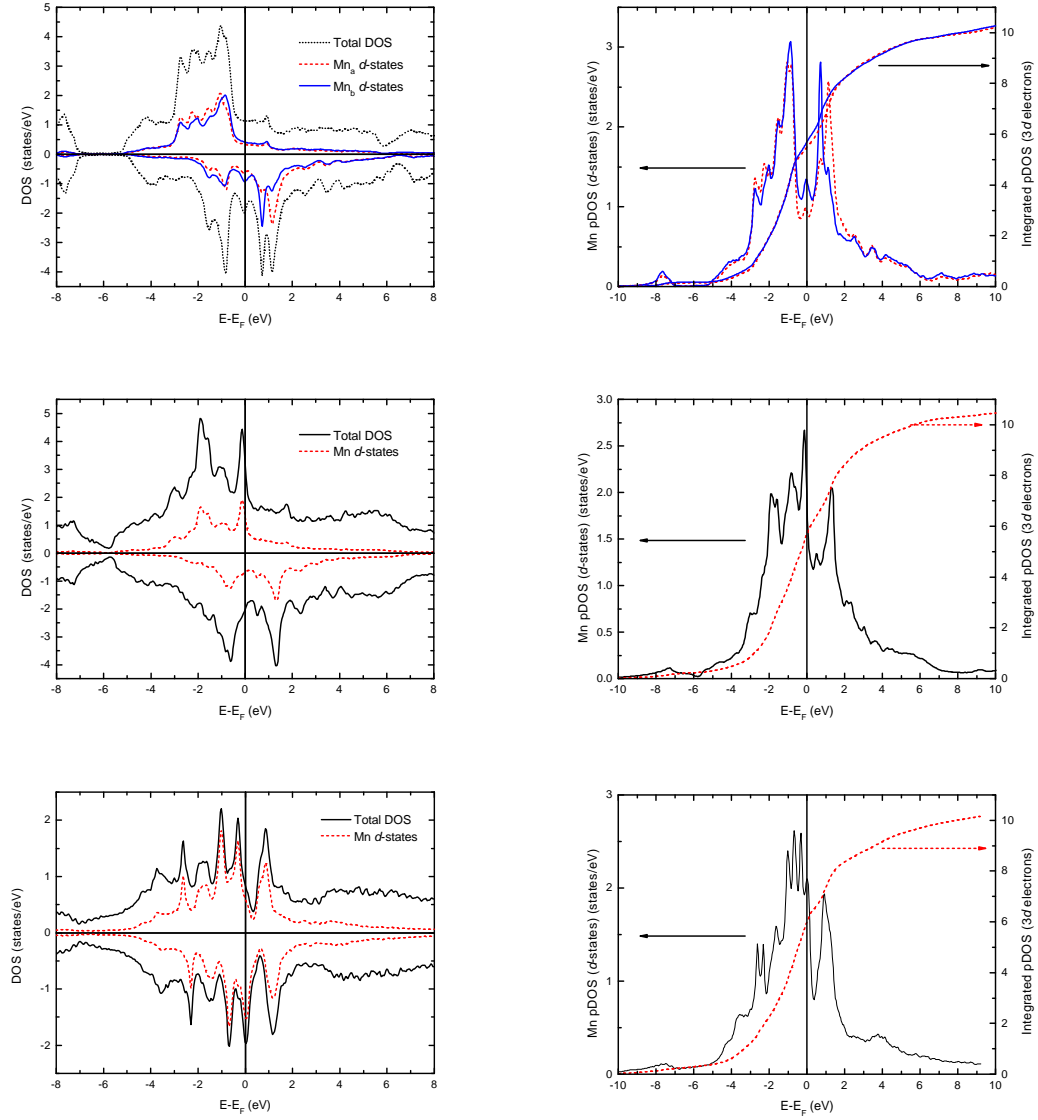 Total DOS
Mn_a d-states
Mn_b d-states
DOS (states/eV)
5
4
3
2
1
0
-1
-2
-3
-4
-8 -6 -4 -2 0 2 4 6 8
E-E_F (eV)
Mn pDOS (d-states) (states/eV)
3
2
1
0
10
8
6
4
2
0
Integrated pDOS (3d electrons)
-10 -8 -6 -4 -2 0 2 4 6 8 10
E-E_F (eV)
Total DOS
Mn d-states
DOS (states/eV)
5
4
3
2
1
0
-1
-2
-3
-4
-8 -6 -4 -2 0 2 4 6 8
E-E_F (eV)
Mn pDOS (d-states) (states/eV)
3.0
2.5
2.0
1.5
1.0
0.5
0.0
10
8
6
4
2
0
Integrated pDOS (3d electrons)
-10 -8 -6 -4 -2 0 2 4 6 8 10
E-E_F (eV)
Total DOS
Mn d-states
DOS (states/eV)
2
1
0
-1
-2
-8 -6 -4 -2 0 2 4 6 8
E-E_F (eV)
Mn pDOS (d-states) (states/eV)
3
2
1
0
10
8
6
4
2
0
Integrated pDOS (3d electrons)
-10 -8 -6 -4 -2 0 2 4 6 8 10
E-E_F (eV)